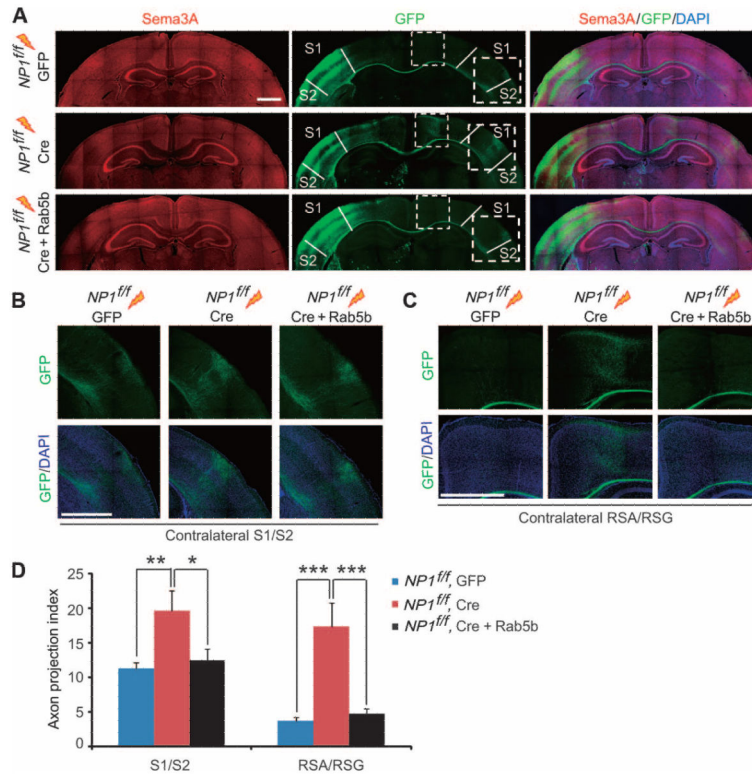 A
Sema3A GFP Sema3A/GFP/DAPI
NP1f/f
GFP
S1 S1
S2 S2
NP1f/f
Cre
S1 S1
S2 S2
NP1f/f
Cre + Rab5b
S1 S1
S2 S2
B
NP1f/f NP1f/f NP1f/f
GFP Cre Cre + Rab5b
GFP
GFP/DAPI
Contralateral S1/S2
C
NP1f/f NP1f/f NP1f/f
GFP Cre Cre + Rab5b
GFP
GFP/DAPI
Contralateral RSA/RSG
D
Axon projection index
25
20
15
10
5
0
** *
*** ***
S1/S2 RSA/RSG
NP1f/f, GFP
NP1f/f, Cre
NP1f/f, Cre + Rab5b